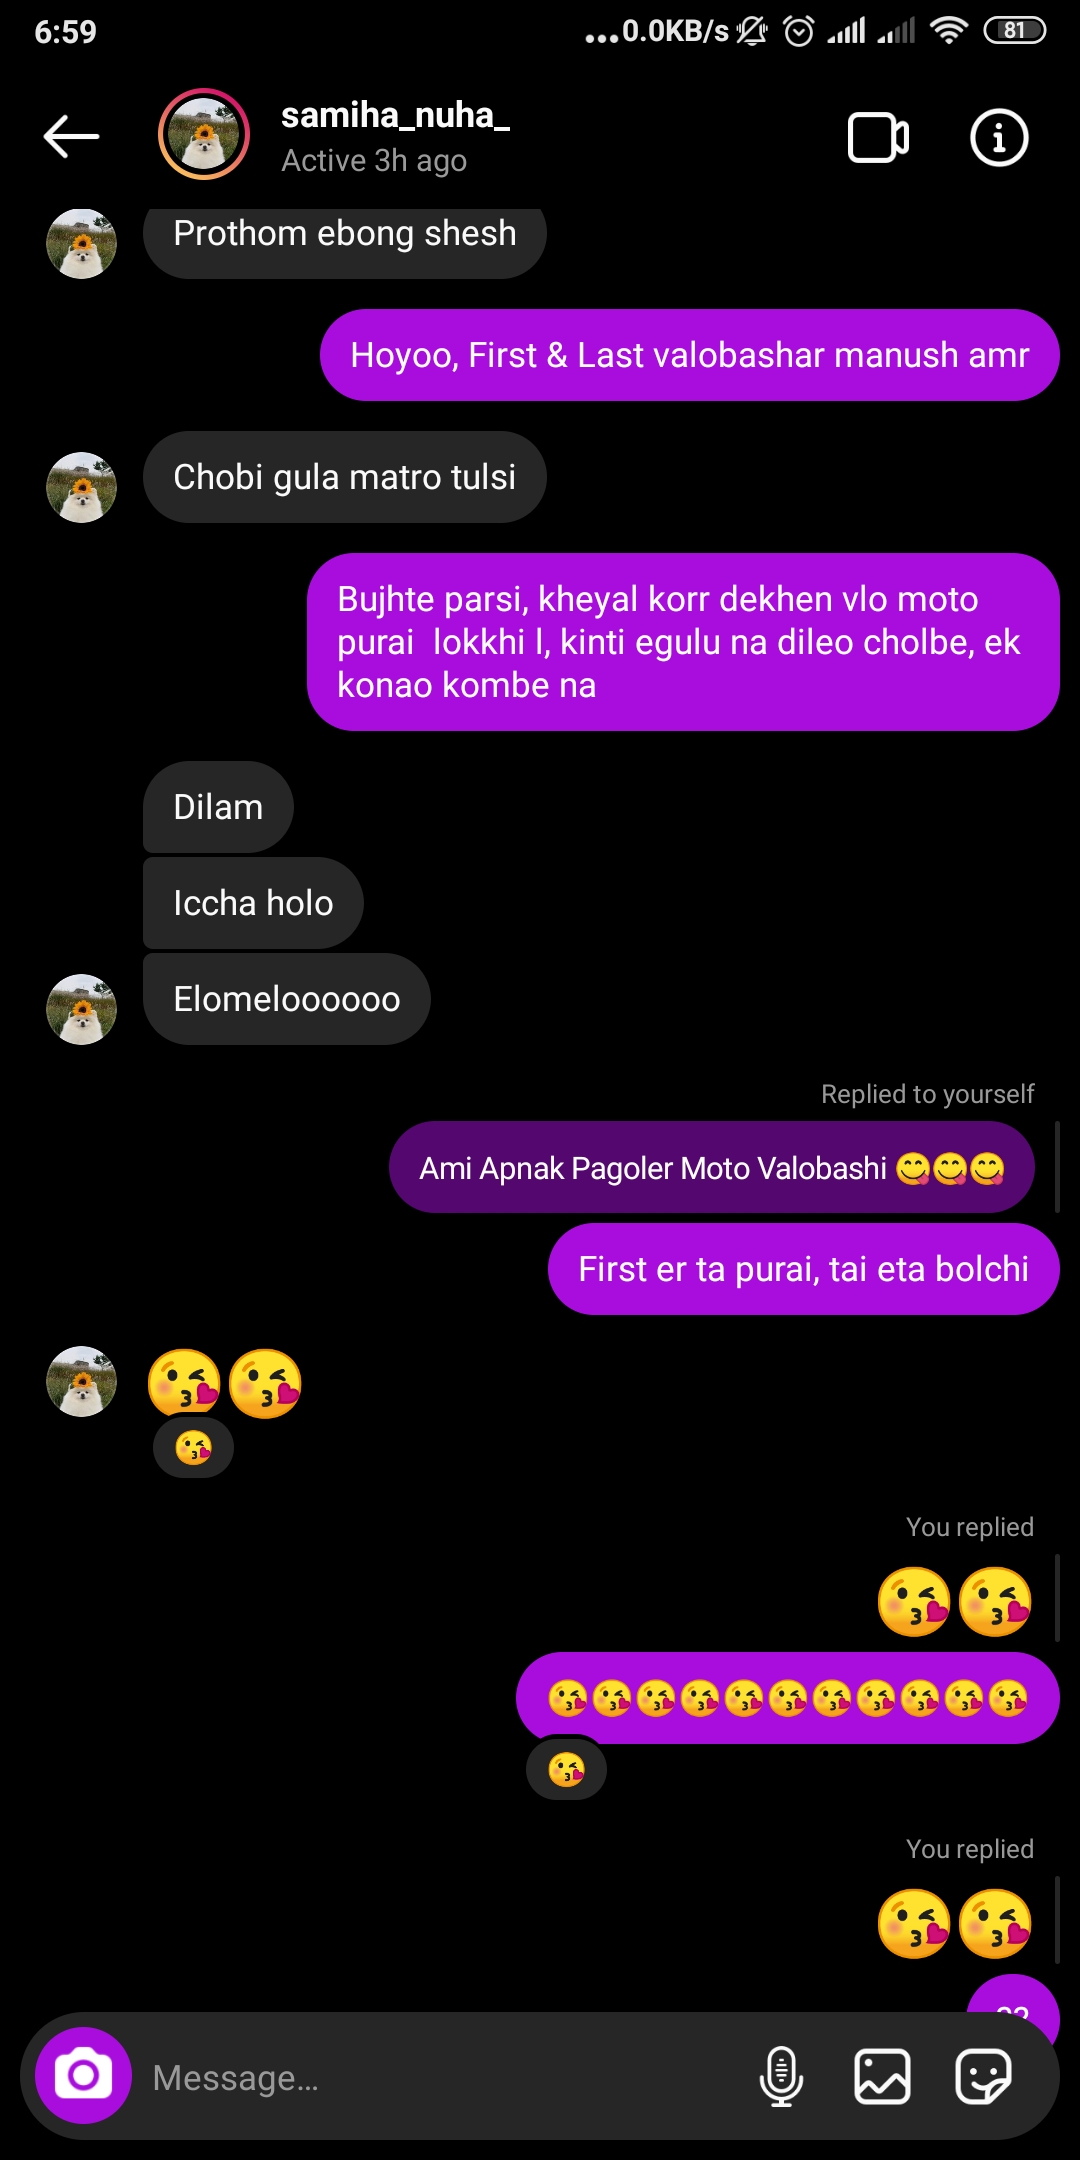 6:59
...0.0KB/s
81
samiha_nuha_
Active 3h ago
Prothom ebong shesh
Hoyoo, First & Last valobashar manush amr
Chobi gula matro tulsi
Bujhte parsi, kheyal korr dekhen vlo moto
purai  lokkhi l, kinti egulu na dileo cholbe, ek
konao kombe na
Dilam
Iccha holo
Elomeloooooo
Replied to yourself
Ami Apnak Pagoler Moto Valobashi 😋😋😋
First er ta purai, tai eta bolchi
😘😘
😘
You replied
😘😘
😘😘😘😘😘😘😘😘😘😘😘
😘
You replied
😘😘
Message...